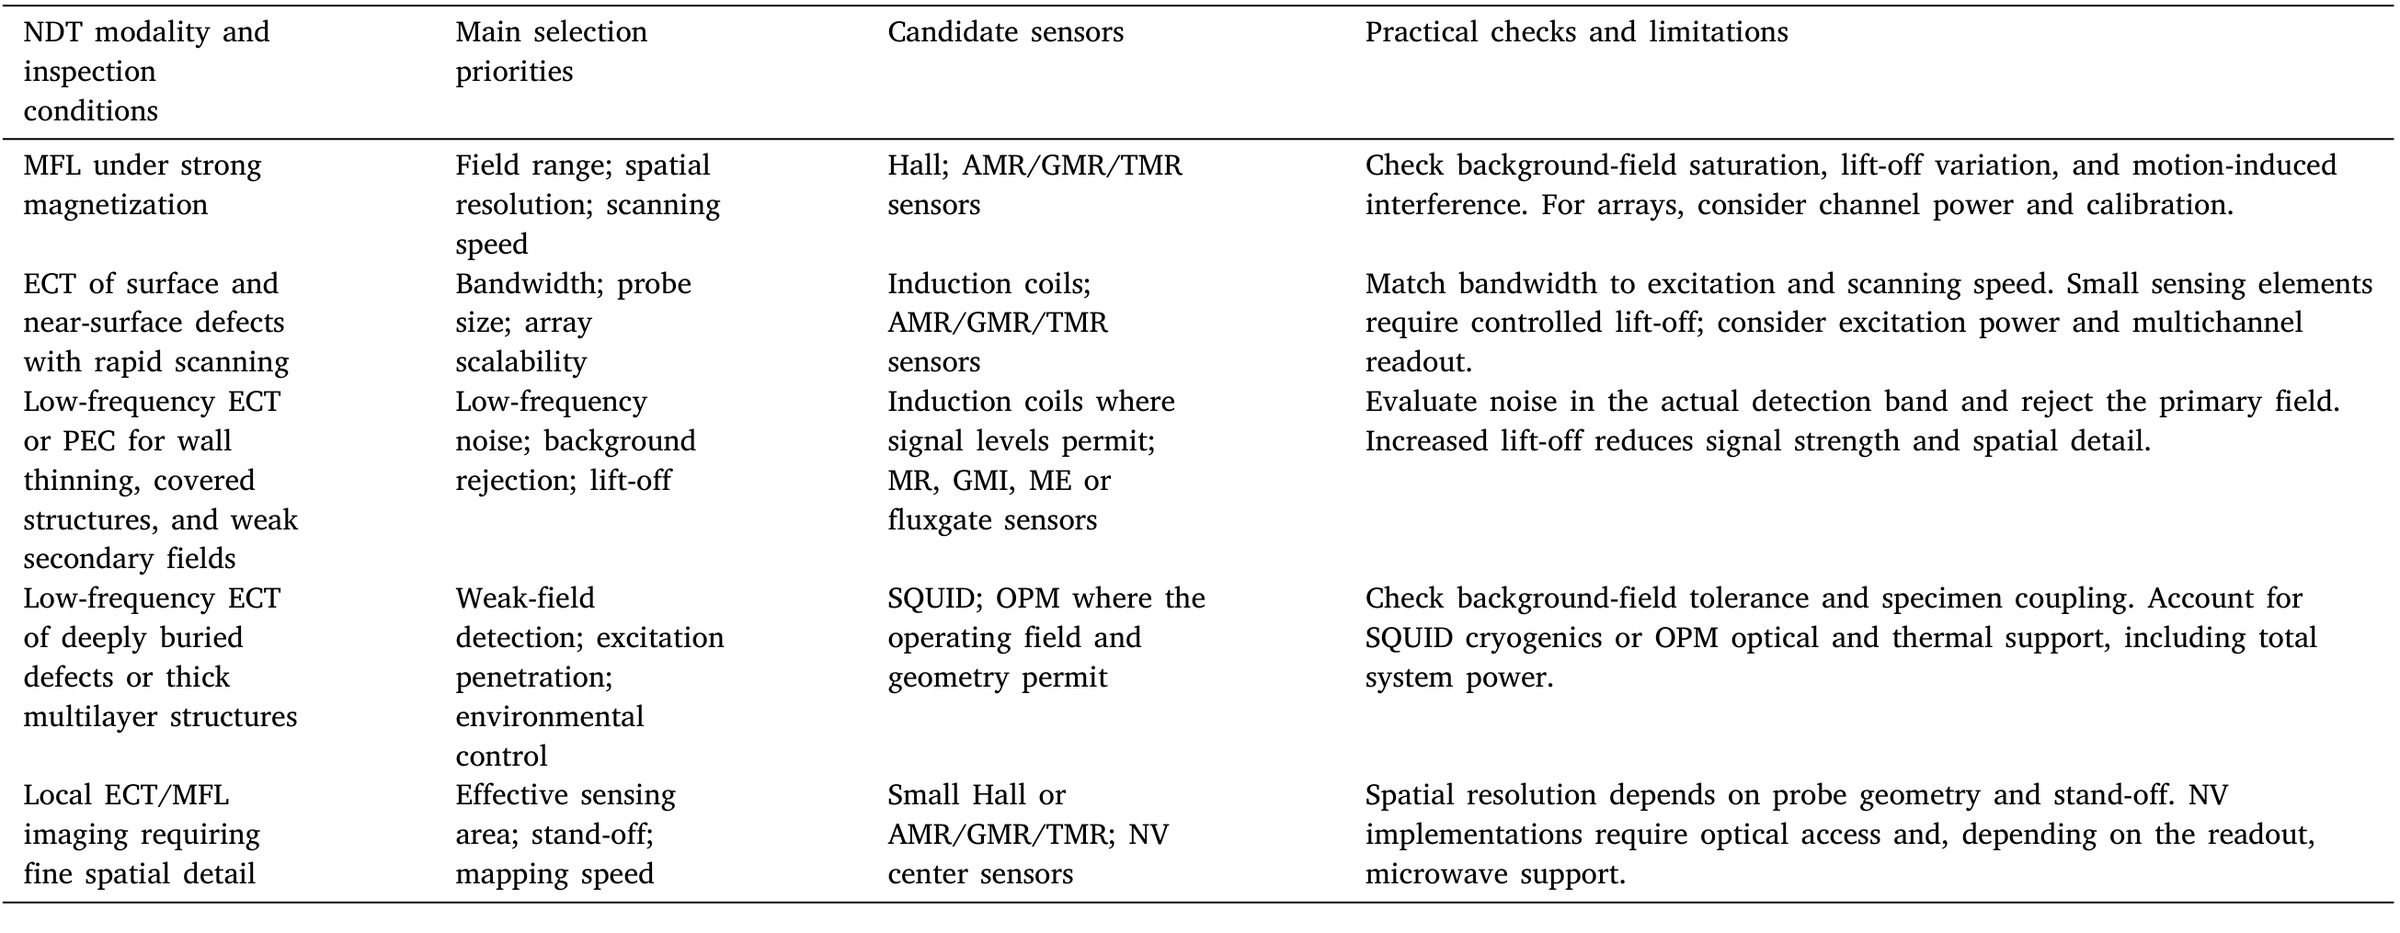 NDT modality and
inspection
conditions
Main selection
priorities
Candidate sensors
Practical checks and limitations
MFL under strong
magnetization
Field range; spatial
resolution; scanning
speed
Hall; AMR/GMR/TMR
sensors
Check background-field saturation, lift-off variation, and motion-induced
interference. For arrays, consider channel power and calibration.
ECT of surface and
near-surface defects
with rapid scanning
Bandwidth; probe
size; array
scalability
Induction coils;
AMR/GMR/TMR
sensors
Match bandwidth to excitation and scanning speed. Small sensing elements
require controlled lift-off; consider excitation power and multichannel
readout.
Low-frequency ECT
or PEC for wall
thinning, covered
structures, and weak
secondary fields
Low-frequency
noise; background
rejection; lift-off
Induction coils where
signal levels permit;
MR, GMI, ME or
fluxgate sensors
Evaluate noise in the actual detection band and reject the primary field.
Increased lift-off reduces signal strength and spatial detail.
Low-frequency ECT
of deeply buried
defects or thick
multilayer structures
Weak-field
detection; excitation
penetration;
environmental
control
SQUID; OPM where the
operating field and
geometry permit
Check background-field tolerance and specimen coupling. Account for
SQUID cryogenics or OPM optical and thermal support, including total
system power.
Local ECT/MFL
imaging requiring
fine spatial detail
Effective sensing
area; stand-off;
mapping speed
Small Hall or
AMR/GMR/TMR; NV
center sensors
Spatial resolution depends on probe geometry and stand-off. NV
implementations require optical access and, depending on the readout,
microwave support.